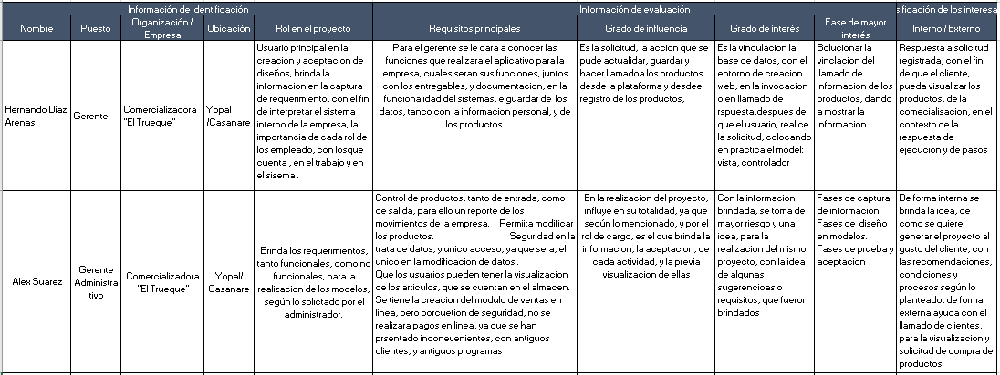 Información de identificación
Información de evaluación
sificación de los interesa
Nombre
Puesto
Organización /
Empresa
Ubicación
Rol en el proyecto
Requisitos principales
Grado de influencia
Grado de interés
Fase de mayor
interés
Interno / Externo
Hernando Diaz
Arenas
Gerente
Comercializadora
"El Trueque"
Yopal
/Casanare
Usuario principal en la
creacion y aceptacion de
diseños, brinda la
informacion en la captura
de requerimiento, con el fin
de interpretar el sistema
interno de la empresa, la
importancia de cada rol de
los empleado, con losque
cuenta , en el trabajo y en
el sisema .
Para el gerente se le dara a conocer las
funciones que realizara el aplicativo para la
empresa, cuales seran sus funciones, juntos
con los entregables, y documentacion, en la
funcionalidad del sistemas, elguardar de los
datos, tanco con la informacion personal, y de
los productos.
Es la solicitud, la accion que se
pude actualidar, guardar y
hacer llamadoa los productos
desde la plataforma y desdeel
registro de los productos,
Es la vinculacion la
base de datos, con el
entorno de creacion
web, en la invocacion
o en llamado de
rspuesta,despues de
que el usuario, realice
la solicitud, colocando
en practica el model:
vista, controlador
Solucionar la
vinclacion del
llamado de
informacion de los
productos, dando
a mostrar la
informacion
Respuesta a solicitud
registrada, con el fin
de que el cliente,
pueda visualizar los
productos, de la
comecialisacion, en el
contexto de la
respuesta de
ejecucion y de pasos
Alex Suarez
Gerente
Administra
tivo
Comercializadora
"El Trueque"
Yopal/
Casanare
Brinda los requerimientos,
tanto funcionales, como no
funcionales, para la
realizacion de los modelos,
según lo solictado por el
administrador.
Control de productos, tanto de entrada, como
de salida, para ello un reporte de los
movimientos de la empresa. Permiita modificar
los productos. Seguridad en la
trata de datos, y unico acceso, ya que sera, el
unico en la modificacion de datos .
Que los usuarios pueden tener la visualizacion
de los articulos, que se cuentan en el almacen.
Se tiene la creacion del modulo de ventas en
linea, pero porcuetion de seguridad, no se
realizara pagos en linea, ya que se han
prsentado inconevenientes, con antiguos
clientes, y antiguos programas
En la realizacion del proyecto,
influye en su totalidad, ya que
según lo mencionado, y por el
rol de cargo, es el que brinda la
informacion, la aceptacion, de
cada actividad, y la previa
visualizacion de ellas
Con la informacion
brindada, se toma de
mayor riesgo y una
idea, para la
realizacion del mismo
proyecto, con la idea
de algunas
sugerencioas o
requisitos, que fueron
brindados
Fases de captura
de informacion.
Fases de diseño
en modelos.
Fases de prueba y
aceptacion
De forma interna se
brinda la idea, de
como se quiere
generar el proyecto al
gusto del cliente, con
las recomendaciones,
condiciones y
procesos según lo
planteado, de forma
externa ayuda con el
llamado de clientes,
para la visualizacion y
solicitud de compra de
productos